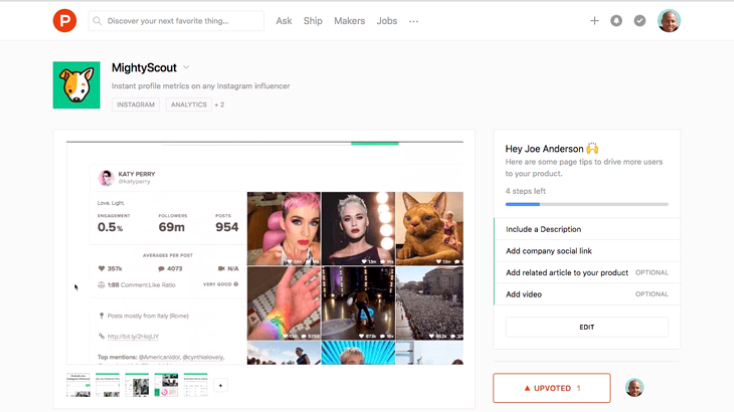 P
Discover your next favorite thing...
Ask Ship Makers Jobs ...
MightyScout
Instant profile metrics on any Instagram influencer
INSTAGRAM ANALYTICS + 2
KATY PERRY
@katyperry
Love. Light.
ENGAGEMENT FOLLOWERS POSTS
0.5% 69m 954
AVERAGES PER POST
357k 4073 N/A
1:88 Comment:Like Ratio VERY GOOD
Posts mostly from Italy (Rome)
Top mentions: @Americanidol, @cynthialovely,
Hey Joe Anderson
Here are some page tips to drive more users
to your product.
4 steps left
Include a Description
Add company social link
Add related article to your product OPTIONAL
Add video OPTIONAL
EDIT
UPVOTED 1